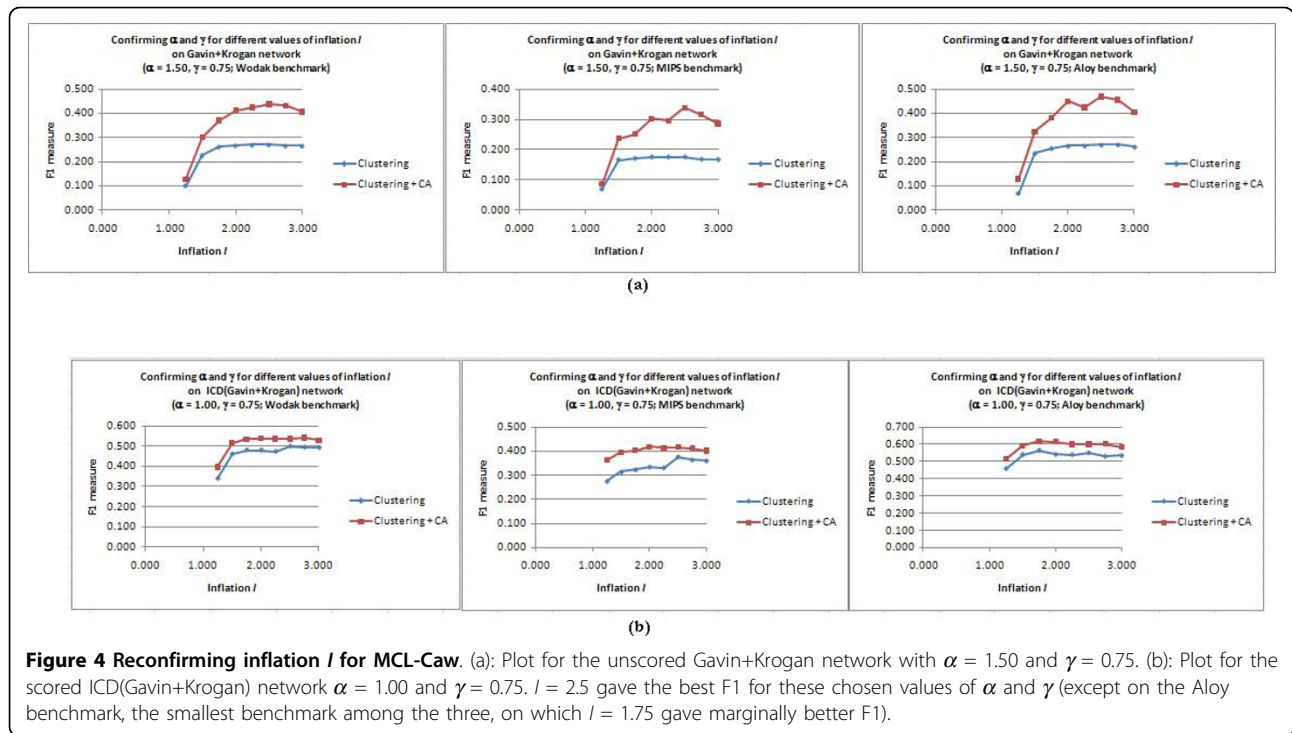 Confirming α and γ for different values of inflation I
on Gavin+Krogan network
(α = 1.50, γ = 0.75; Wodak benchmark)
0.500
0.400
0.300
0.200
0.100
0.000
F1 measure
0.000 1.000 2.000 3.000
Inflation I
Clustering
Clustering + CA
Confirming α and γ for different values of inflation I
on Gavin+Krogan network
(α = 1.50, γ = 0.75; MIPS benchmark)
0.400
0.300
0.200
0.100
0.000
F1 measure
0.000 1.000 2.000 3.000
Inflation I
Clustering
Clustering + CA
Confirming α and γ for different values of inflation I
on Gavin+Krogan network
(α = 1.50, γ = 0.75; Aloy benchmark)
0.500
0.400
0.300
0.200
0.100
0.000
F1 measure
0.000 1.000 2.000 3.000
Inflation I
Clustering
Clustering + CA
(a)
Confirming α and γ for different values of inflation I
on ICD(Gavin+Krogan) network
(α = 1.00, γ = 0.75; Wodak benchmark)
0.600
0.500
0.400
0.300
0.200
0.100
0.000
F1 measure
0.000 1.000 2.000 3.000
Inflation I
Clustering
Clustering + CA
Confirming α and γ for different values of inflation I
on ICD(Gavin+Krogan) network
(α = 1.00, γ = 0.75; MIPS benchmark)
0.500
0.400
0.300
0.200
0.100
0.000
F1 measure
0.000 1.000 2.000 3.000
Inflation I
Clustering
Clustering + CA
Confirming α and γ for different values of inflation I
on ICD(Gavin+Krogan) network
(α = 1.00, γ = 0.75; Aloy benchmark)
0.700
0.600
0.500
0.400
0.300
0.200
0.100
0.000
F1 measure
0.000 1.000 2.000 3.000
Inflation I
Clustering
Clustering + CA
(b)
Figure 4 Reconfirming inflation I for MCL-Caw. (a): Plot for the unscored Gavin+Krogan network with α = 1.50 and γ = 0.75. (b): Plot for the
scored ICD(Gavin+Krogan) network α = 1.00 and γ = 0.75. I = 2.5 gave the best F1 for these chosen values of α and γ (except on the Aloy
benchmark, the smallest benchmark among the three, on which I = 1.75 gave marginally better F1).